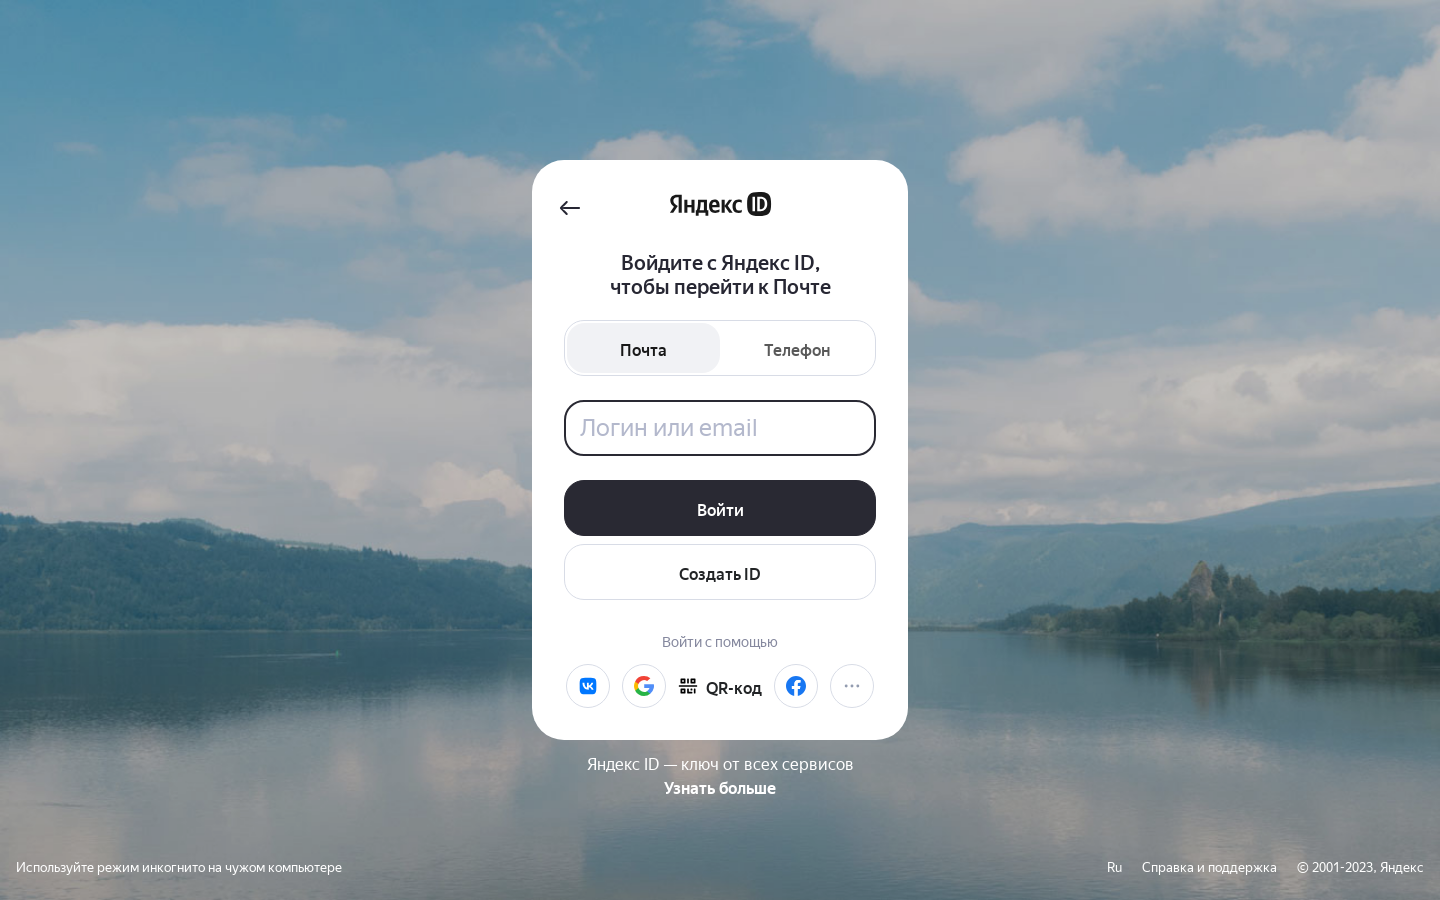 Яндекс ID
Войдите с Яндекс ID,
чтобы перейти к Почте
Почта
Телефон
Логин или email
Войти
Создать ID
Войти с помощью
QR-код
Яндекс ID — ключ от всех сервисов
Узнать больше
Используйте режим инкогнито на чужом компьютере
Ru
Справка и поддержка
© 2001-2023, Яндекс